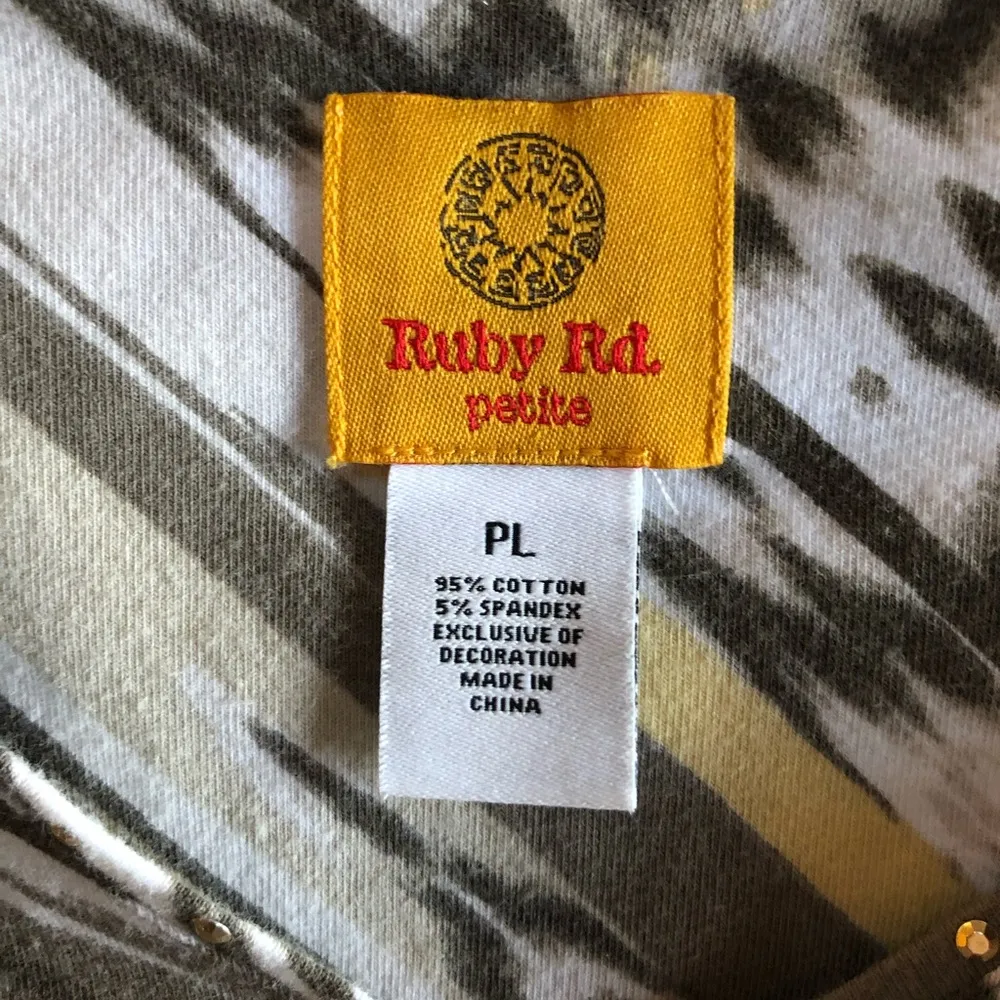 Ruby Rd.
petite
PL
95% COTTON
5% SPANDEX
EXCLUSIVE OF
DECORATION
MADE IN
CHINA